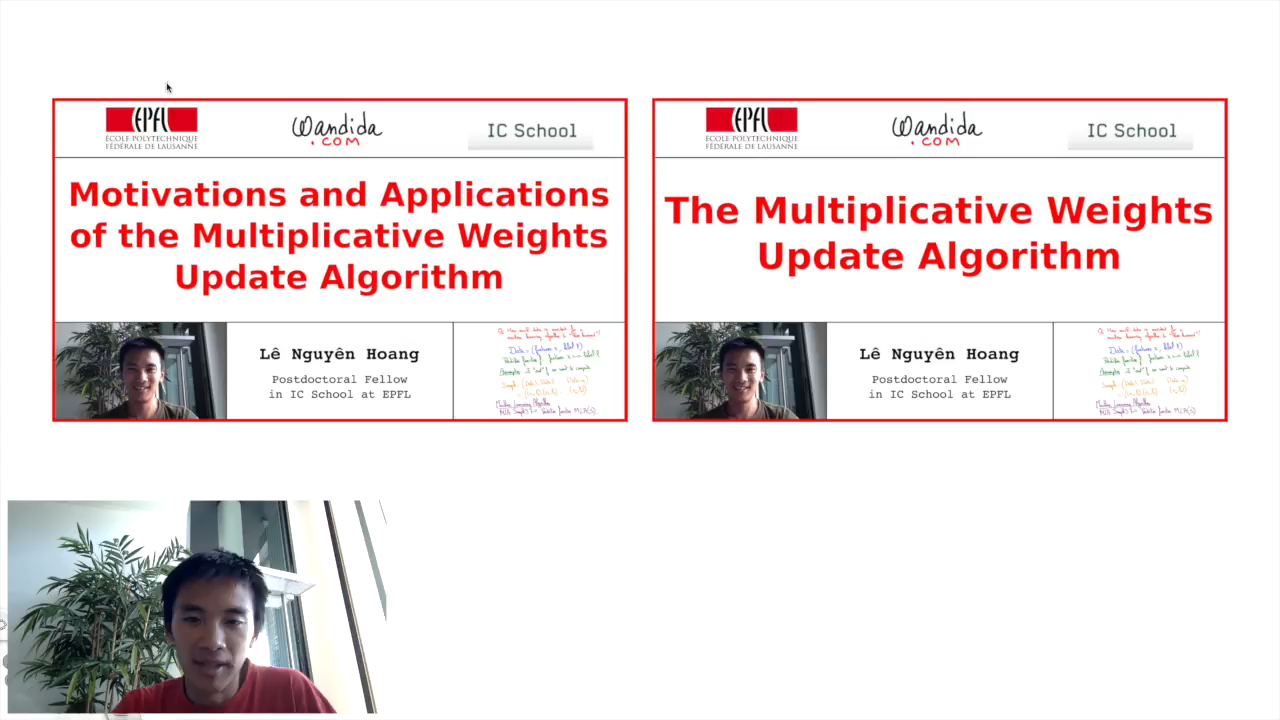 EPFL
ÉCOLE POLYTECHNIQUE
FÉDÉRALE DE LAUSANNE
Wandida
.COM
IC School
Motivations and Applications
of the Multiplicative Weights
Update Algorithm
Lê Nguyên Hoang
Postdoctoral Fellow
in IC School at EPFL
EPFL
ÉCOLE POLYTECHNIQUE
FÉDÉRALE DE LAUSANNE
Wandida
.COM
IC School
The Multiplicative Weights
Update Algorithm
Lê Nguyên Hoang
Postdoctoral Fellow
in IC School at EPFL